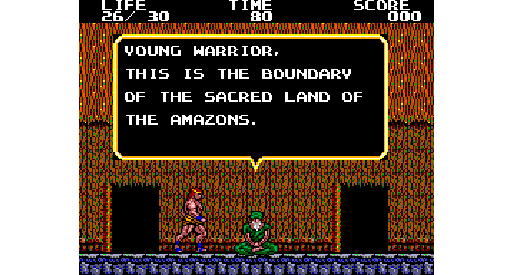 LIFE TIME SCORE
26/ 30 80 000
YOUNG WARRIOR,
THIS IS THE BOUNDARY
OF THE SACRED LAND OF
THE AMAZONS.